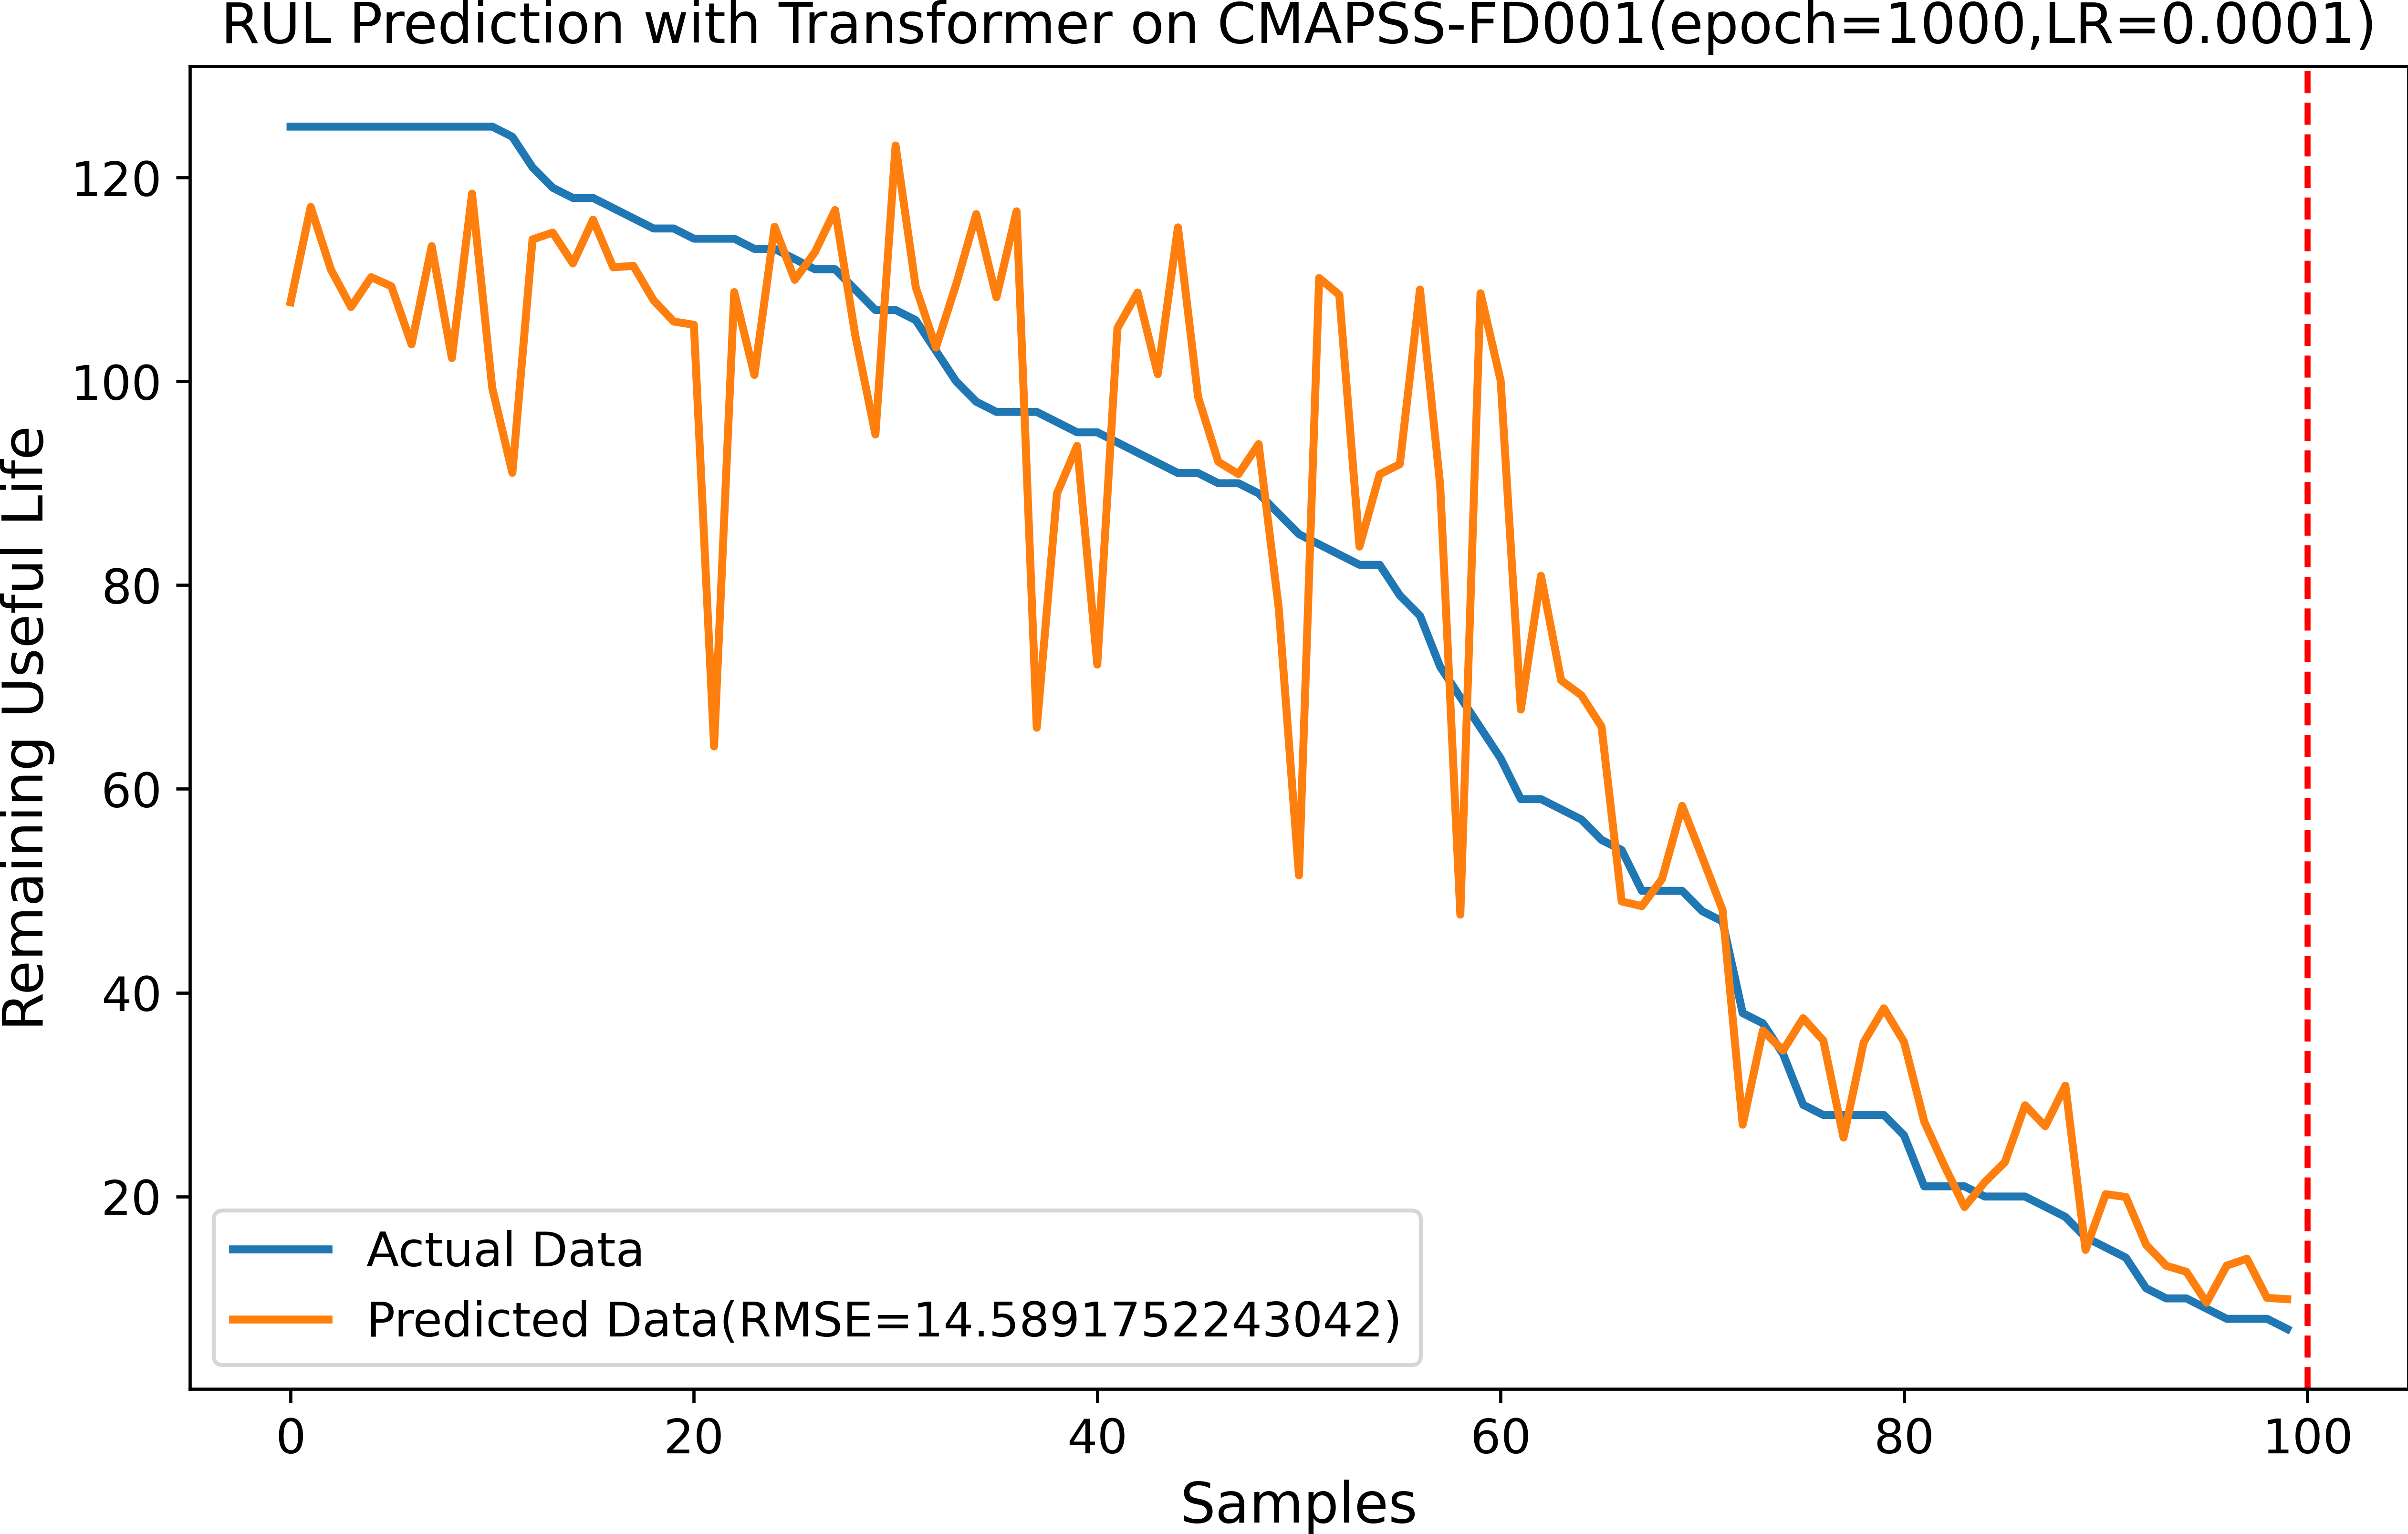 RUL Prediction with Transformer on CMAPSS-FD001(epoch=1000,LR=0.0001)
Remaining Useful Life
120
100
80
60
40
20
Actual Data
Predicted Data(RMSE=14.58917522243042)
0 20 40 60 80 100
Samples